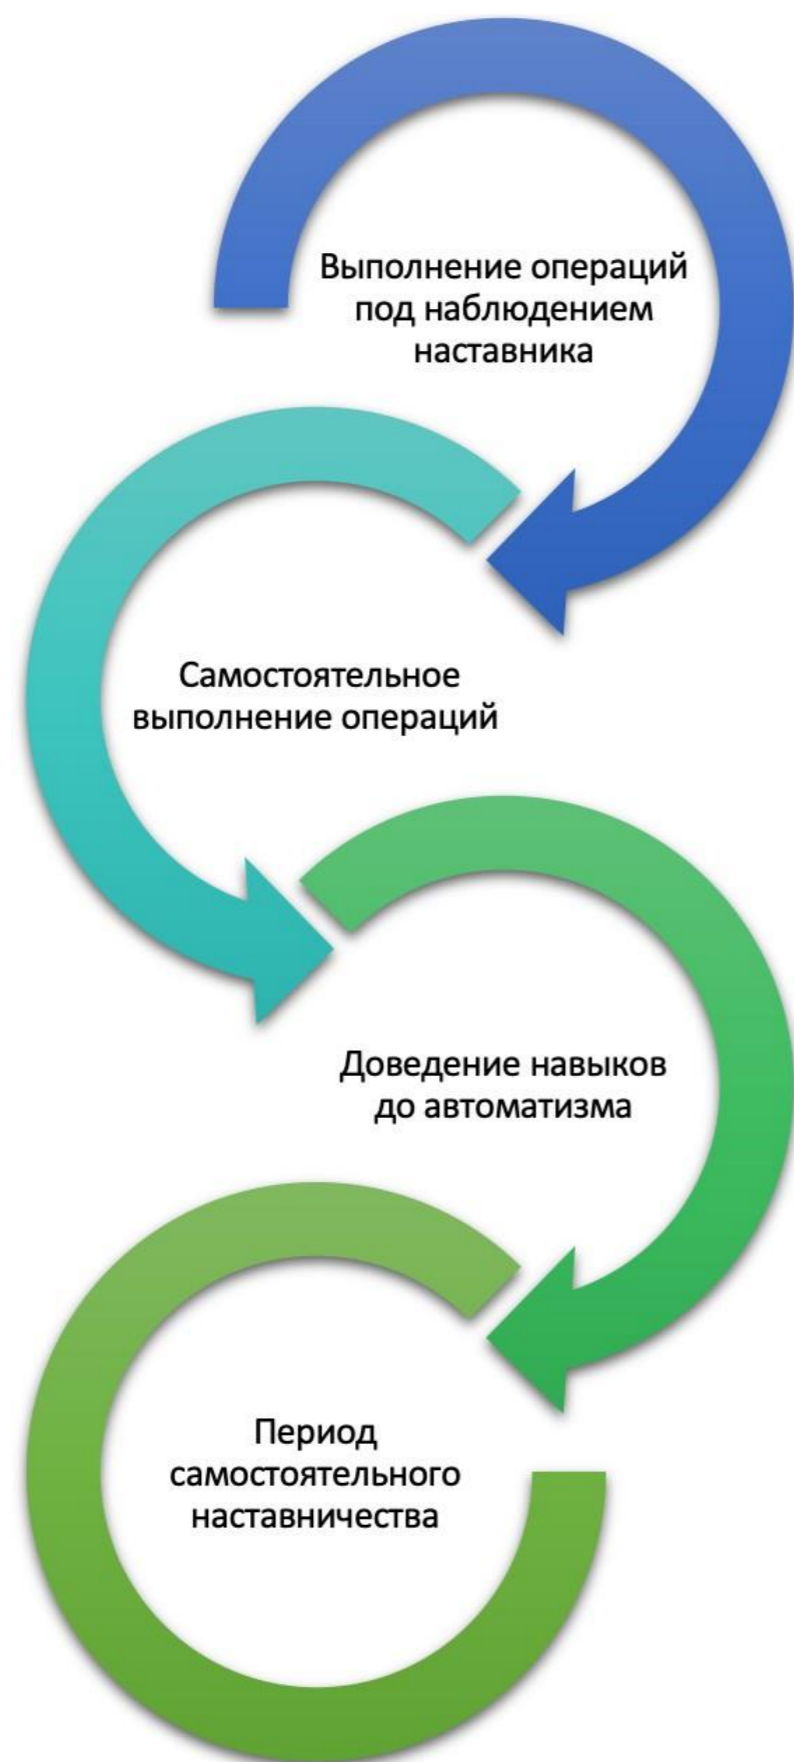 Выполнение операций
под наблюдением
наставника
Самостоятельное
выполнение операций
Доведение навыков
до автоматизма
Период
самостоятельного
наставничества